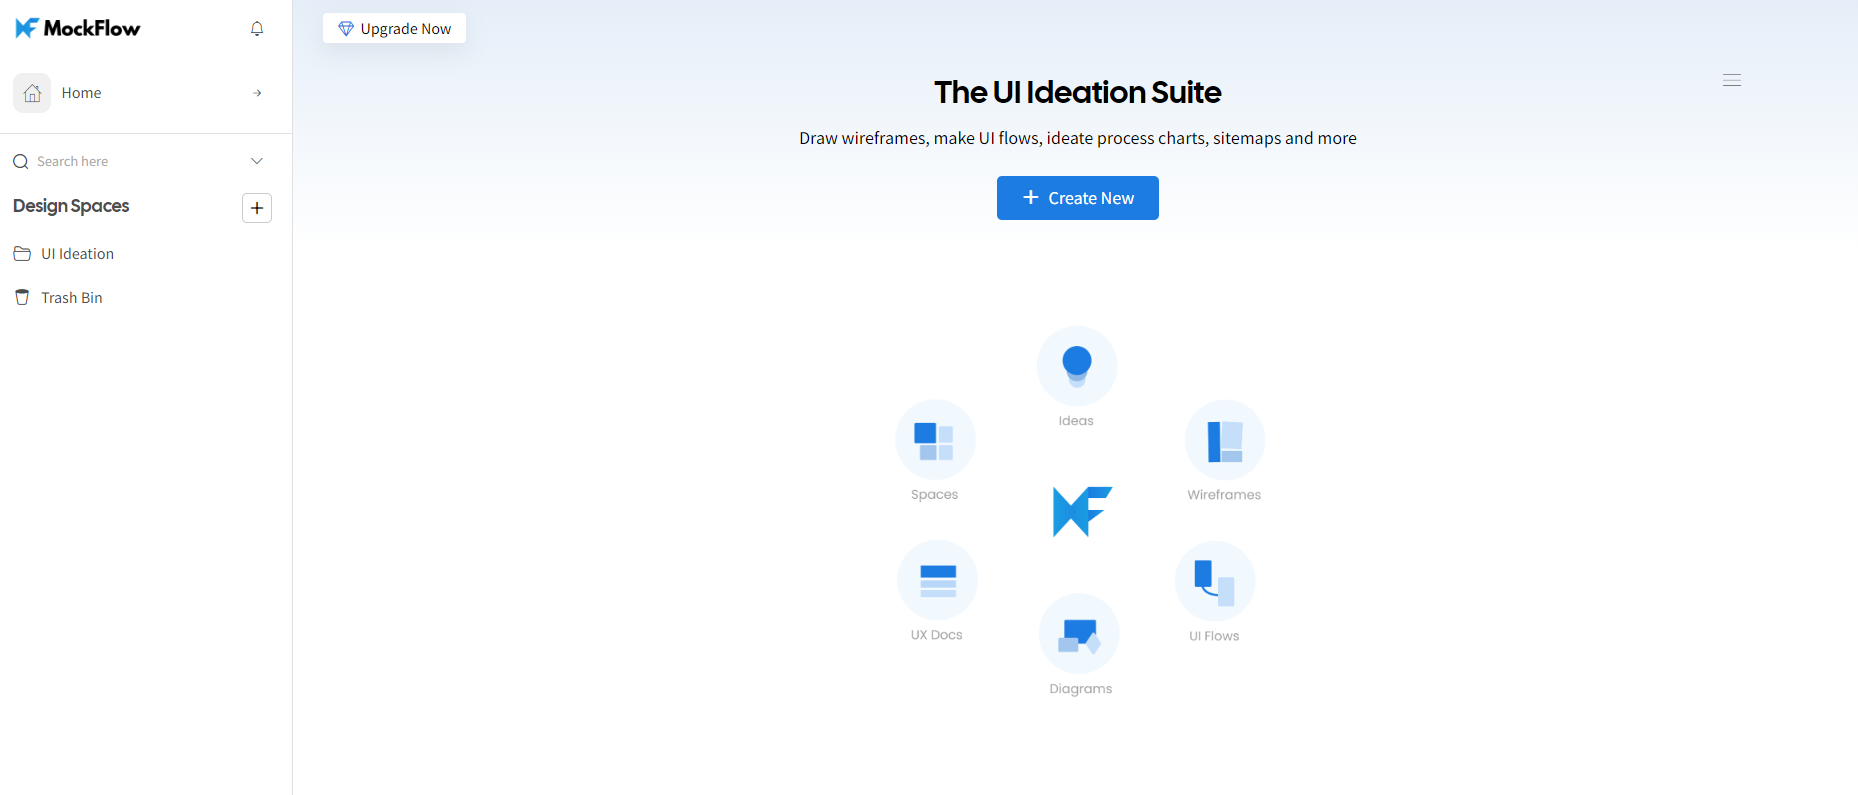 MockFlow
Home
Search here
Design Spaces
UI Ideation
Trash Bin
Upgrade Now
The UI Ideation Suite
Draw wireframes, make UI flows, ideate process charts, sitemaps and more
Create New
Ideas
Spaces
Wireframes
UX Docs
UI Flows
Diagrams